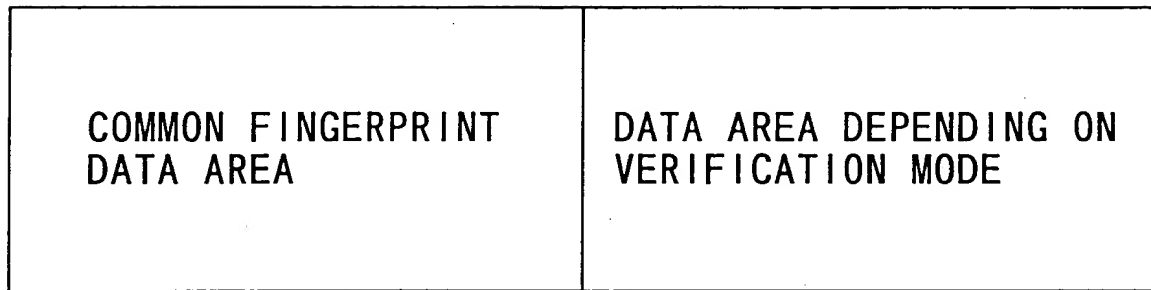 COMMON FINGERPRINT
DATA AREA
DATA AREA DEPENDING ON
VERIFICATION MODE